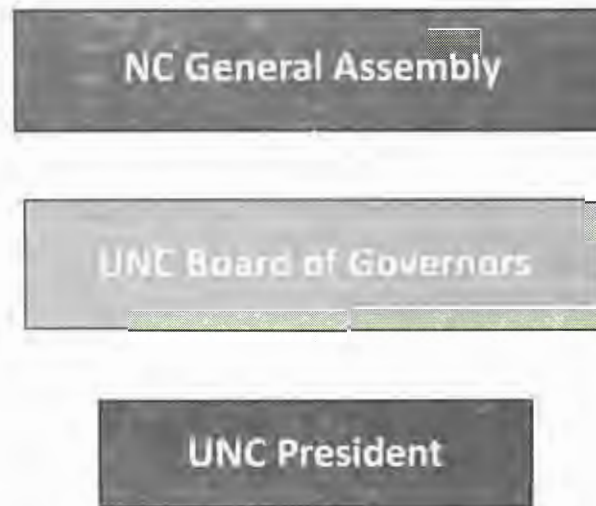 NC General Assembly
UNC Board of Governors
UNC President